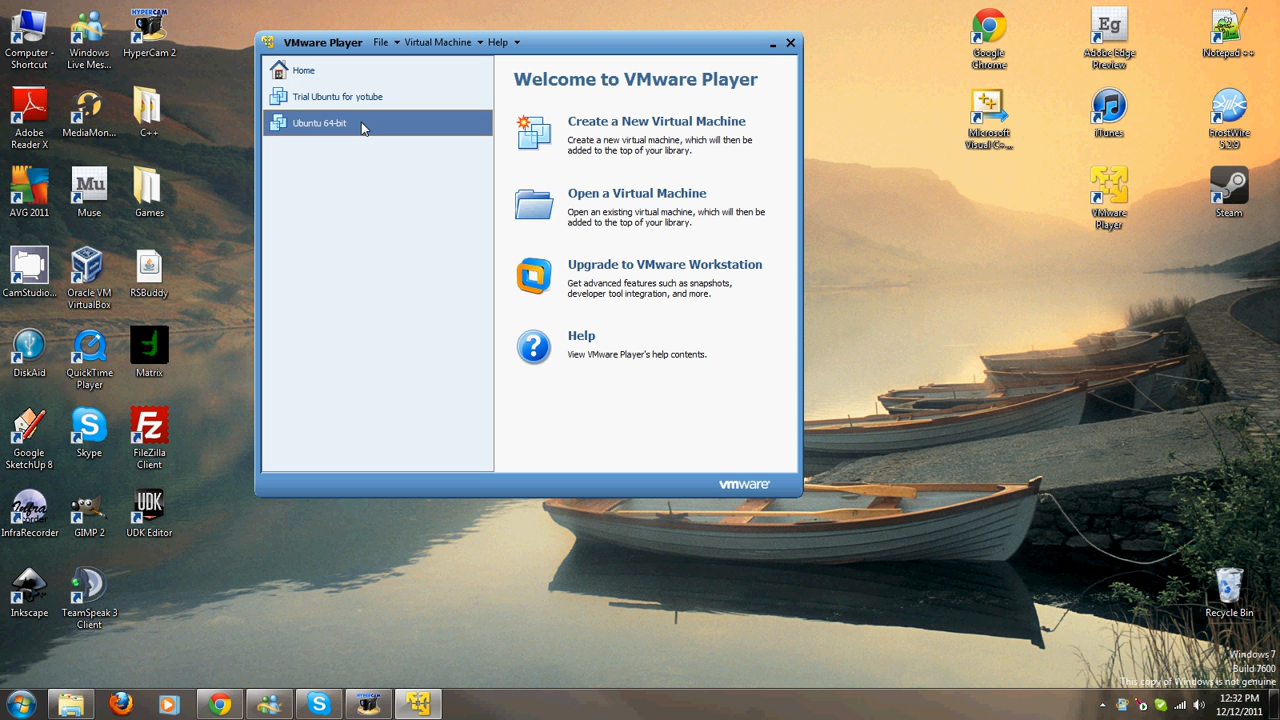 Computer -
Shortcut
Windows
Live Mes...
HYPERCAM
HyperCam 2
Adobe
Reader X
MediaMon...
C++
AVG 2011
Mu
Muse
Games
CamStudio...
Oracle VM
VirtualBox
RSBuddy
DiskAid
QuickTime
Player
Matrix
Google
SketchUp 8
Skype
FileZilla
Client
InfraRecorder
GIMP 2
UDK
UDK Editor
Inkscape
TeamSpeak 3
Client
VMware Player File Virtual Machine Help
Home
Trial Ubuntu for yotube
Ubuntu 64-bit
Welcome to VMware Player
Create a New Virtual Machine
Create a new virtual machine, which will then be
added to the top of your library.
Open a Virtual Machine
Open an existing virtual machine, which will then be
added to the top of your library.
Upgrade to VMware Workstation
Get advanced features such as snapshots,
developer tool integration, and more.
Help
View VMware Player's help contents.
vmware
Google
Chrome
Eg
Adobe Edge
Preview
Notepad ++
Microsoft
Visual C+...
iTunes
FrostWire
5.2.9
VMware
Player
Steam
Recycle Bin
Windows 7
Build 7600
This copy of Windows is not genuine
12:32 PM
12/12/2011